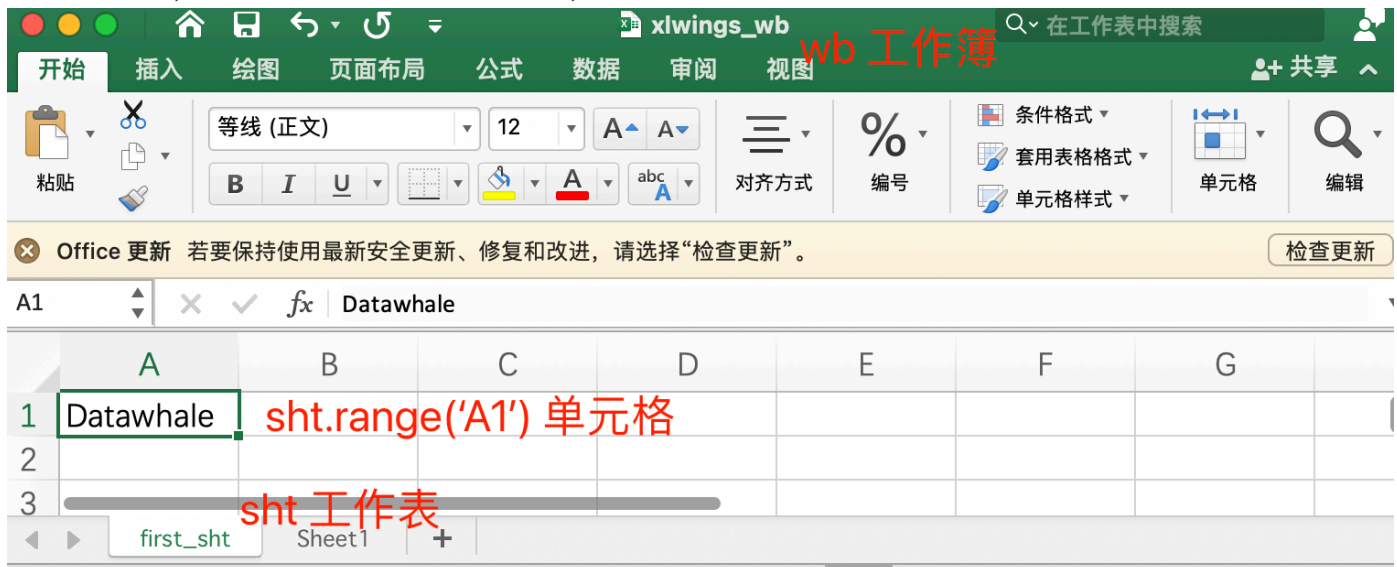 xlwings_wb
在工作表中搜索
wb 工作簿
开始 插入 绘图 页面布局 公式 数据 审阅 视图 共享
粘贴
等线 (正文) 12 A A
B I U A abc A
对齐方式
% 编号
条件格式
套用表格格式
单元格样式
单元格
编辑
Office 更新 若要保持使用最新安全更新、修复和改进，请选择“检查更新”。 检查更新
A1 fx Datawhale
A B C D E F G
1 Datawhale sht.range(‘A1’) 单元格
2
3
sht 工作表
first_sht Sheet1 +